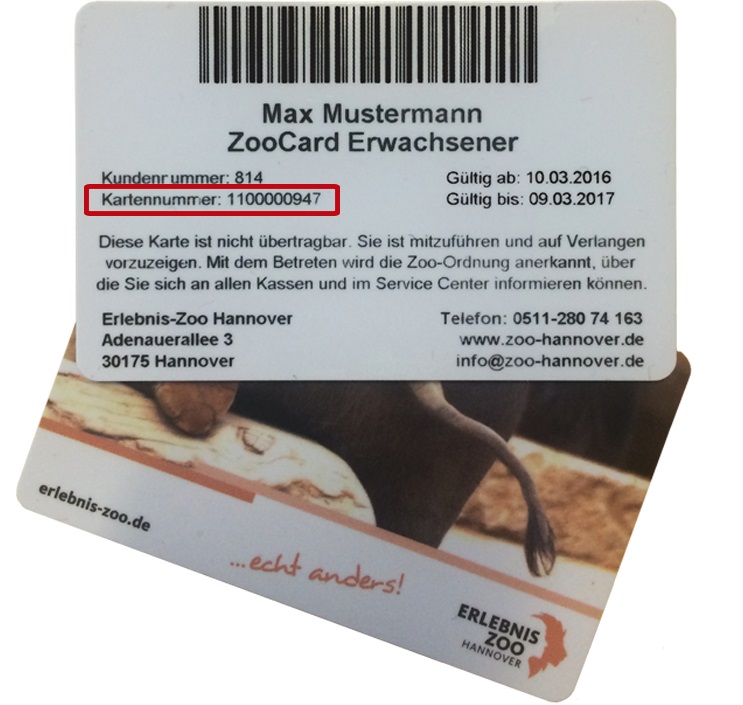 Max Mustermann
ZooCard Erwachsener
Kundennummer: 814
Kartennummer: 1100000947
Gültig ab: 10.03.2016
Gültig bis: 09.03.2017
Diese Karte ist nicht übertragbar. Sie ist mitzuführen und auf Verlangen
vorzuzeigen. Mit dem Betreten wird die Zoo-Ordnung anerkannt, über
die Sie sich an allen Kassen und im Service Center informieren können.
Erlebnis-Zoo Hannover
Adenauerallee 3
30175 Hannover
Telefon: 0511-280 74 163
www.zoo-hannover.de
info@zoo-hannover.de
erlebnis-zoo.de
...echt anders!
ERLEBNIS
ZOO
HANNOVER